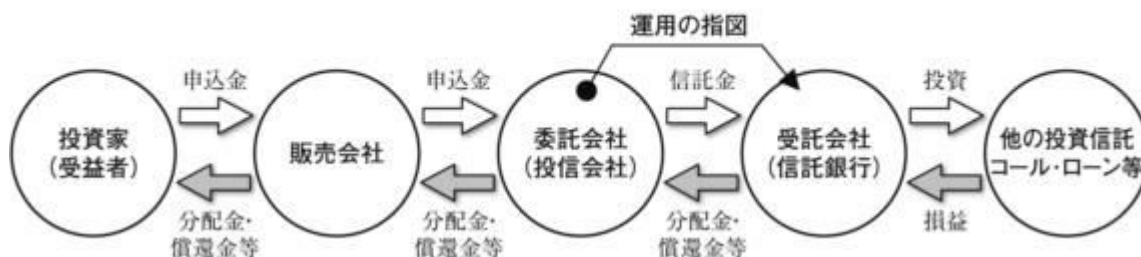 運用の指図
申込金
申込金
信託金
投資
投資家
(受益者)
販売会社
委託会社
(投信会社)
受託会社
(信託銀行)
他の投資信託
コール・ローン等
分配金・
償還金等
分配金・
償還金等
分配金・
償還金等
損益